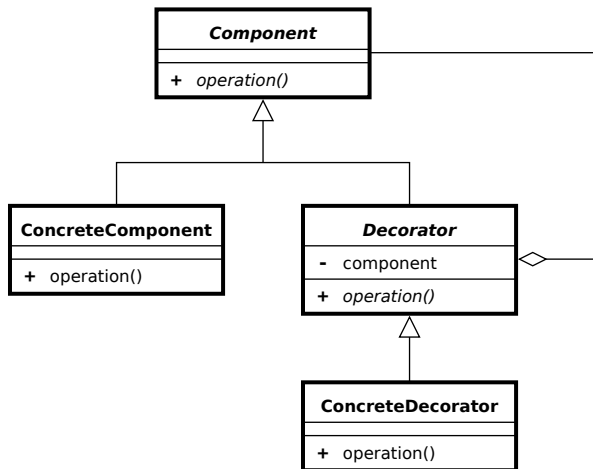 Component
+ operation()
ConcreteComponent
+ operation()
Decorator
- component
+ operation()
ConcreteDecorator
+ operation()